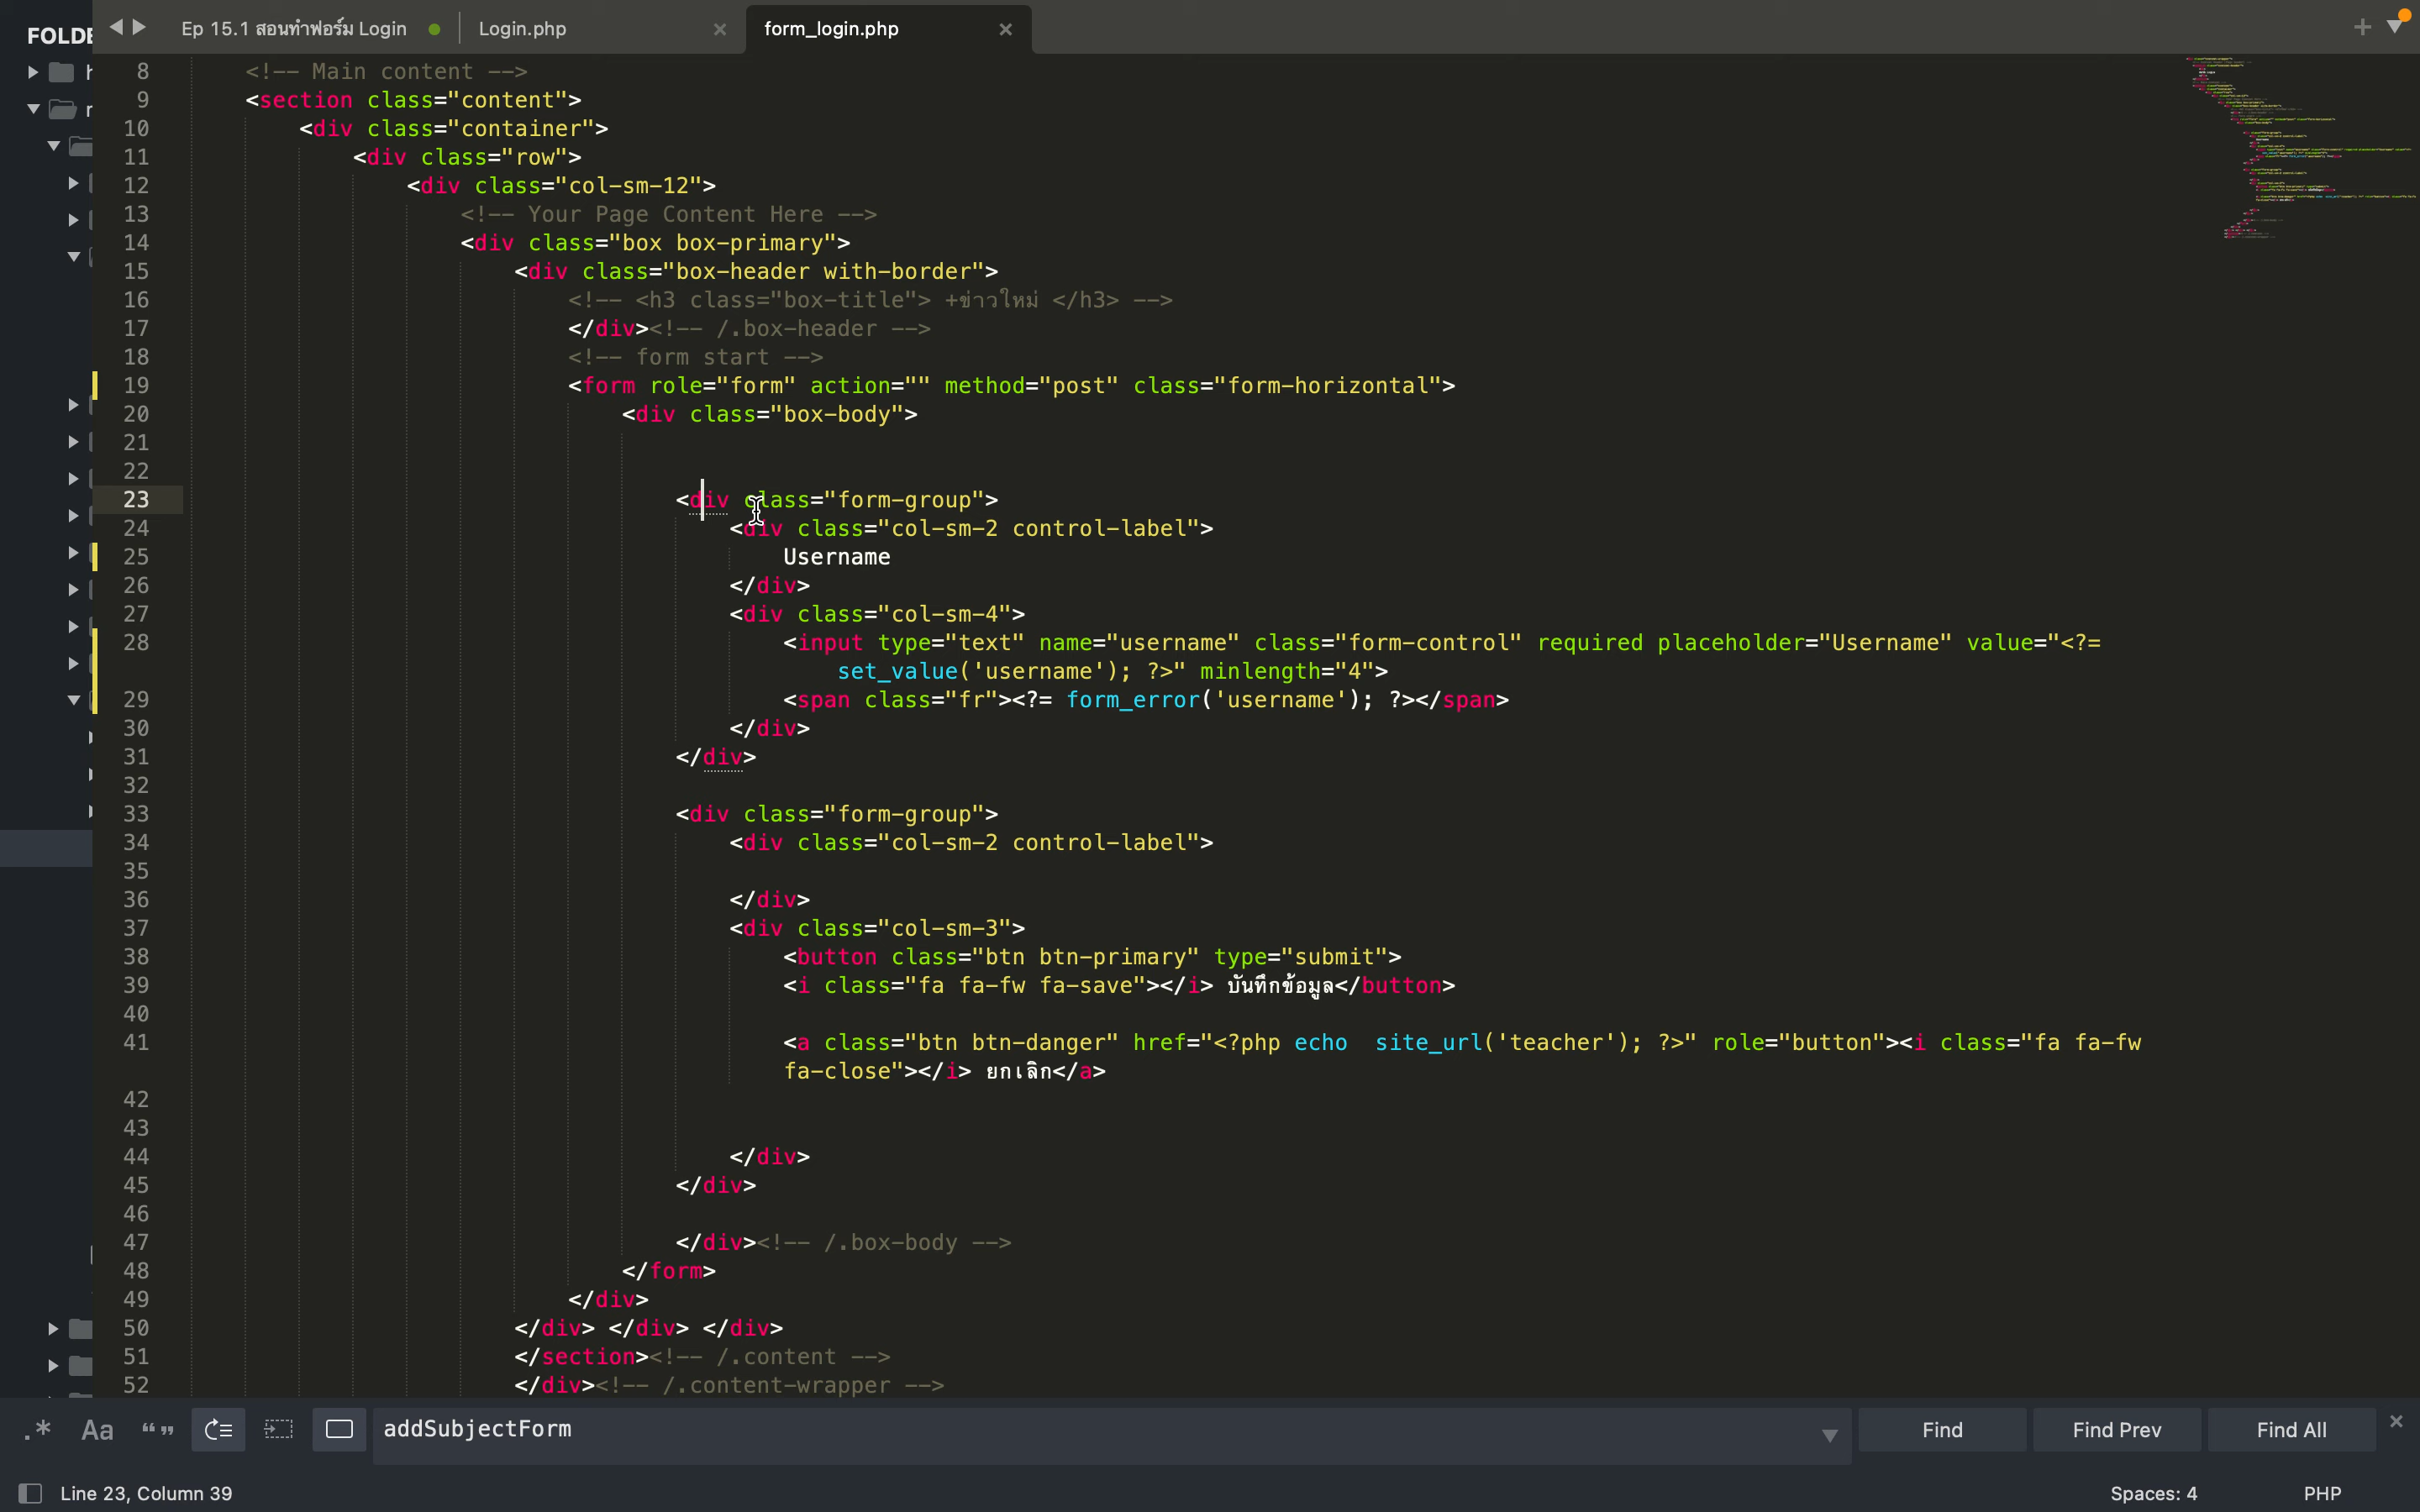 FOLDE
Ep 15.1 สอนทำฟอร์ม Login
Login.php
form_login.php
8 <!-- Main content -->
9 <section class="content">
10 <div class="container">
11 <div class="row">
12 <div class="col-sm-12">
13 <!-- Your Page Content Here -->
14 <div class="box box-primary">
15 <div class="box-header with-border">
16 <!-- <h3 class="box-title"> +ข่าวใหม่ </h3> -->
17 </div><!-- /.box-header -->
18 <!-- form start -->
19 <form role="form" action="" method="post" class="form-horizontal">
20 <div class="box-body">
21
22
23 <div class="form-group">
24 <div class="col-sm-2 control-label">
25 Username
26 </div>
27 <div class="col-sm-4">
28 <input type="text" name="username" class="form-control" required placeholder="Username" value="<?=
set_value('username'); ?>" minlength="4">
29 <span class="fr"><?= form_error('username'); ?></span>
30 </div>
31 </div>
32
33 <div class="form-group">
34 <div class="col-sm-2 control-label">
35
36 </div>
37 <div class="col-sm-3">
38 <button class="btn btn-primary" type="submit">
39 <i class="fa fa-fw fa-save"></i> บันทึกข้อมูล</button>
40
41 <a class="btn btn-danger" href="<?php echo  site_url('teacher'); ?>" role="button"><i class="fa fa-fw
fa-close"></i> ยกเลิก</a>
42
43
44 </div>
45 </div>
46
47 </div><!-- /.box-body -->
48 </form>
49 </div>
50 </div> </div> </div>
51 </section><!-- /.content -->
52 </div><!-- /.content-wrapper -->
.* Aa “” addSubjectForm Find Find Prev Find All
Line 23, Column 39 Spaces: 4 PHP